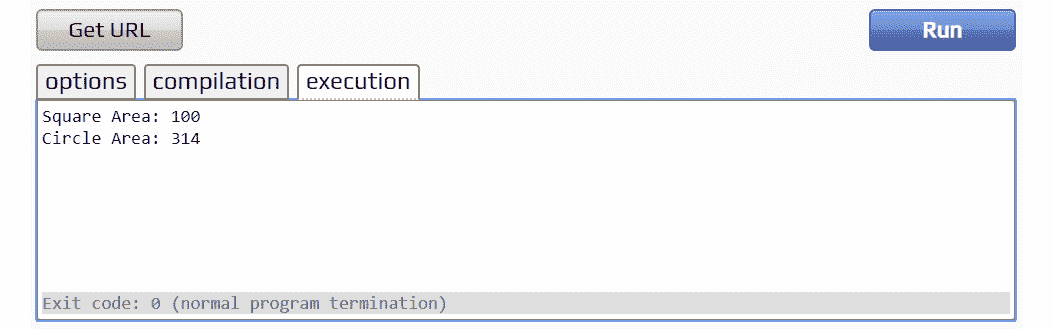 Get URL
Run
options
compilation
execution
Square Area: 100
Circle Area: 314
Exit code: 0 (normal program termination)